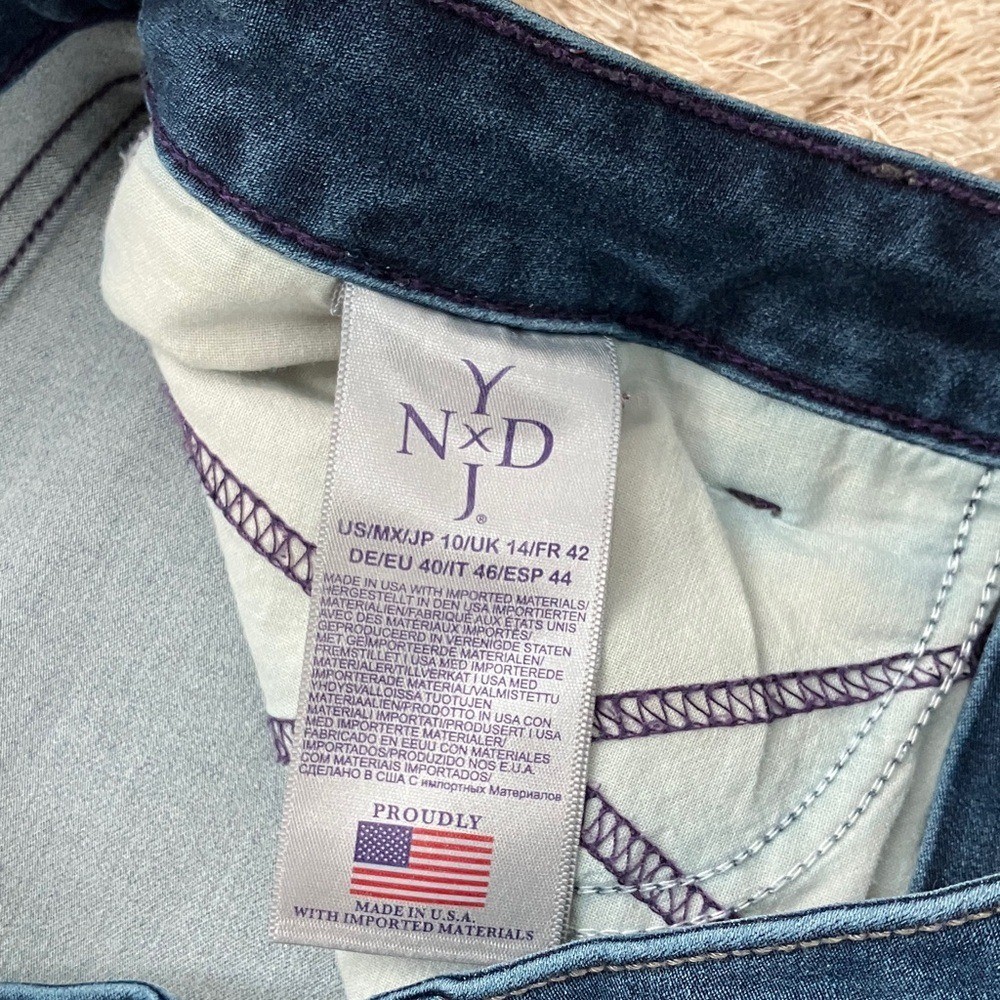 Y
N×D
J®
US/MX/JP 10/UK 14/FR 42
DE/EU 40/IT 46/ESP 44
MADE IN USA WITH IMPORTED MATERIALS/
HERGESTELLT IN DEN USA IMPORTIERTEN
MATERIALIEN/FABRIQUÉ AUX ÉTATS UNIS
AVEC DES MATÉRIAUX IMPORTÉS/
GEPRODUCEERD IN VERENIGDE STATEN
MET GEÏMPORTEERDE MATERIALEN/
FREMSTILLET I USA MED IMPORTEREDE
MATERIALER/TILLVERKAT I USA MED
IMPORTERADE MATERIAL/VALMISTETTU
YHDYSVALLOISSA TUOTUJEN
MATERIAALIEN/PRODOTTO IN USA CON
MATERIALI IMPORTATI/PRODUSERT I USA
MED IMPORTERTE MATERIALER/
FABRICADO EN EEUU CON MATERIALES
IMPORTADOS/PRODUZIDO NOS E.U.A.
COM MATERIAIS IMPORTADOS/
СДЕЛАНО В США С импортных Материалов
PROUDLY
MADE IN U.S.A.
WITH IMPORTED MATERIALS